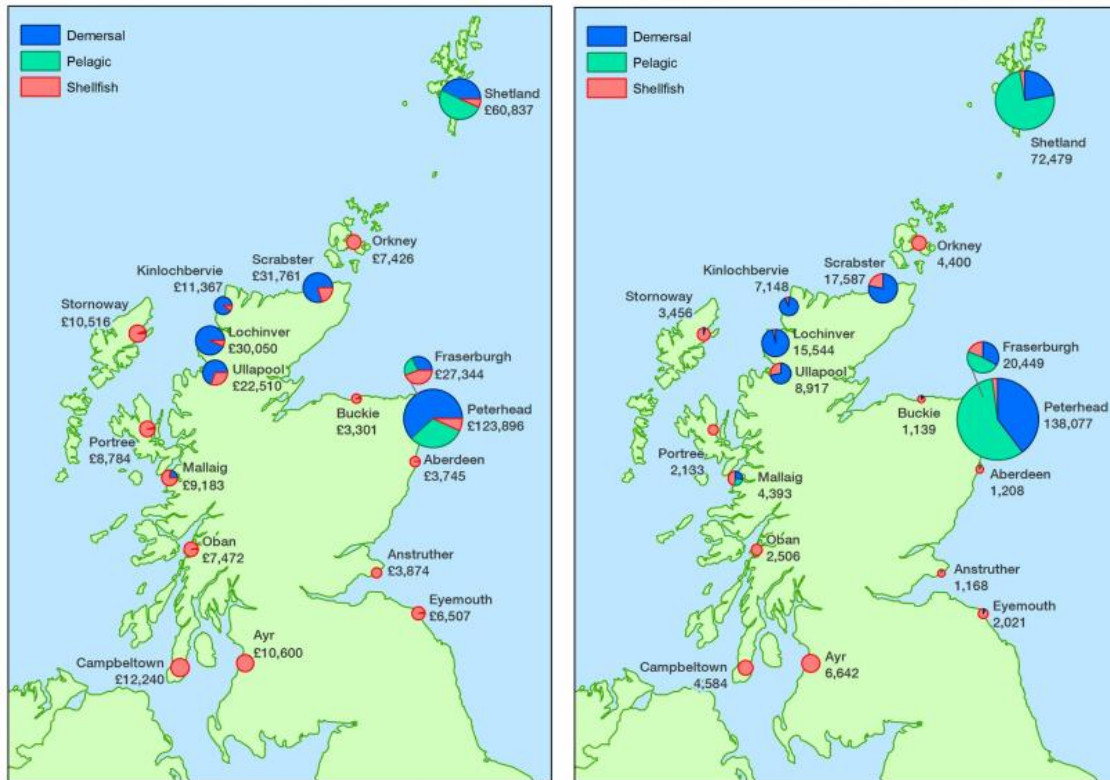 Demersal
Pelagic
Shellfish
Shetland
£60,837
Orkney
£7,426
Scrabster
£31,761
Kinlochbervie
£11,367
Stornoway
£10,516
Lochinver
£30,050
Ullapool
£22,510
Fraserburgh
£27,344
Buckie
£3,301
Peterhead
£123,896
Portree
£8,784
Aberdeen
£3,745
Mallaig
£9,183
Oban
£7,472
Anstruther
£3,874
Eyemouth
£6,507
Ayr
£10,600
Campbeltown
£12,240
Demersal
Pelagic
Shellfish
Shetland
72,479
Orkney
4,400
Scrabster
17,587
Kinlochbervie
7,148
Stornoway
3,456
Lochinver
15,544
Ullapool
8,917
Fraserburgh
20,449
Buckie
1,139
Peterhead
138,077
Portree
2,133
Aberdeen
1,208
Mallaig
4,393
Oban
2,506
Anstruther
1,168
Eyemouth
2,021
Ayr
6,642
Campbeltown
4,584